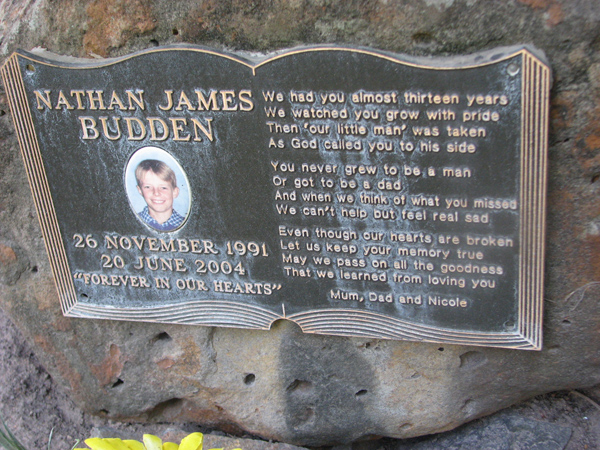 NATHAN JAMES
BUDDEN
26 NOVEMBER 1991
20 JUNE 2004
"FOREVER IN OUR HEARTS"
We had you almost thirteen years
We watched you grow with pride
Then 'our little man' was taken
As God called you to his side
You never grew to be a man
Or got to be a dad
And when we think of what you missed
We can't help but feel real sad
Even though our hearts are broken
Let us keep your memory true
May we pass on all the goodness
That we learned from loving you
Mum, Dad and Nicole